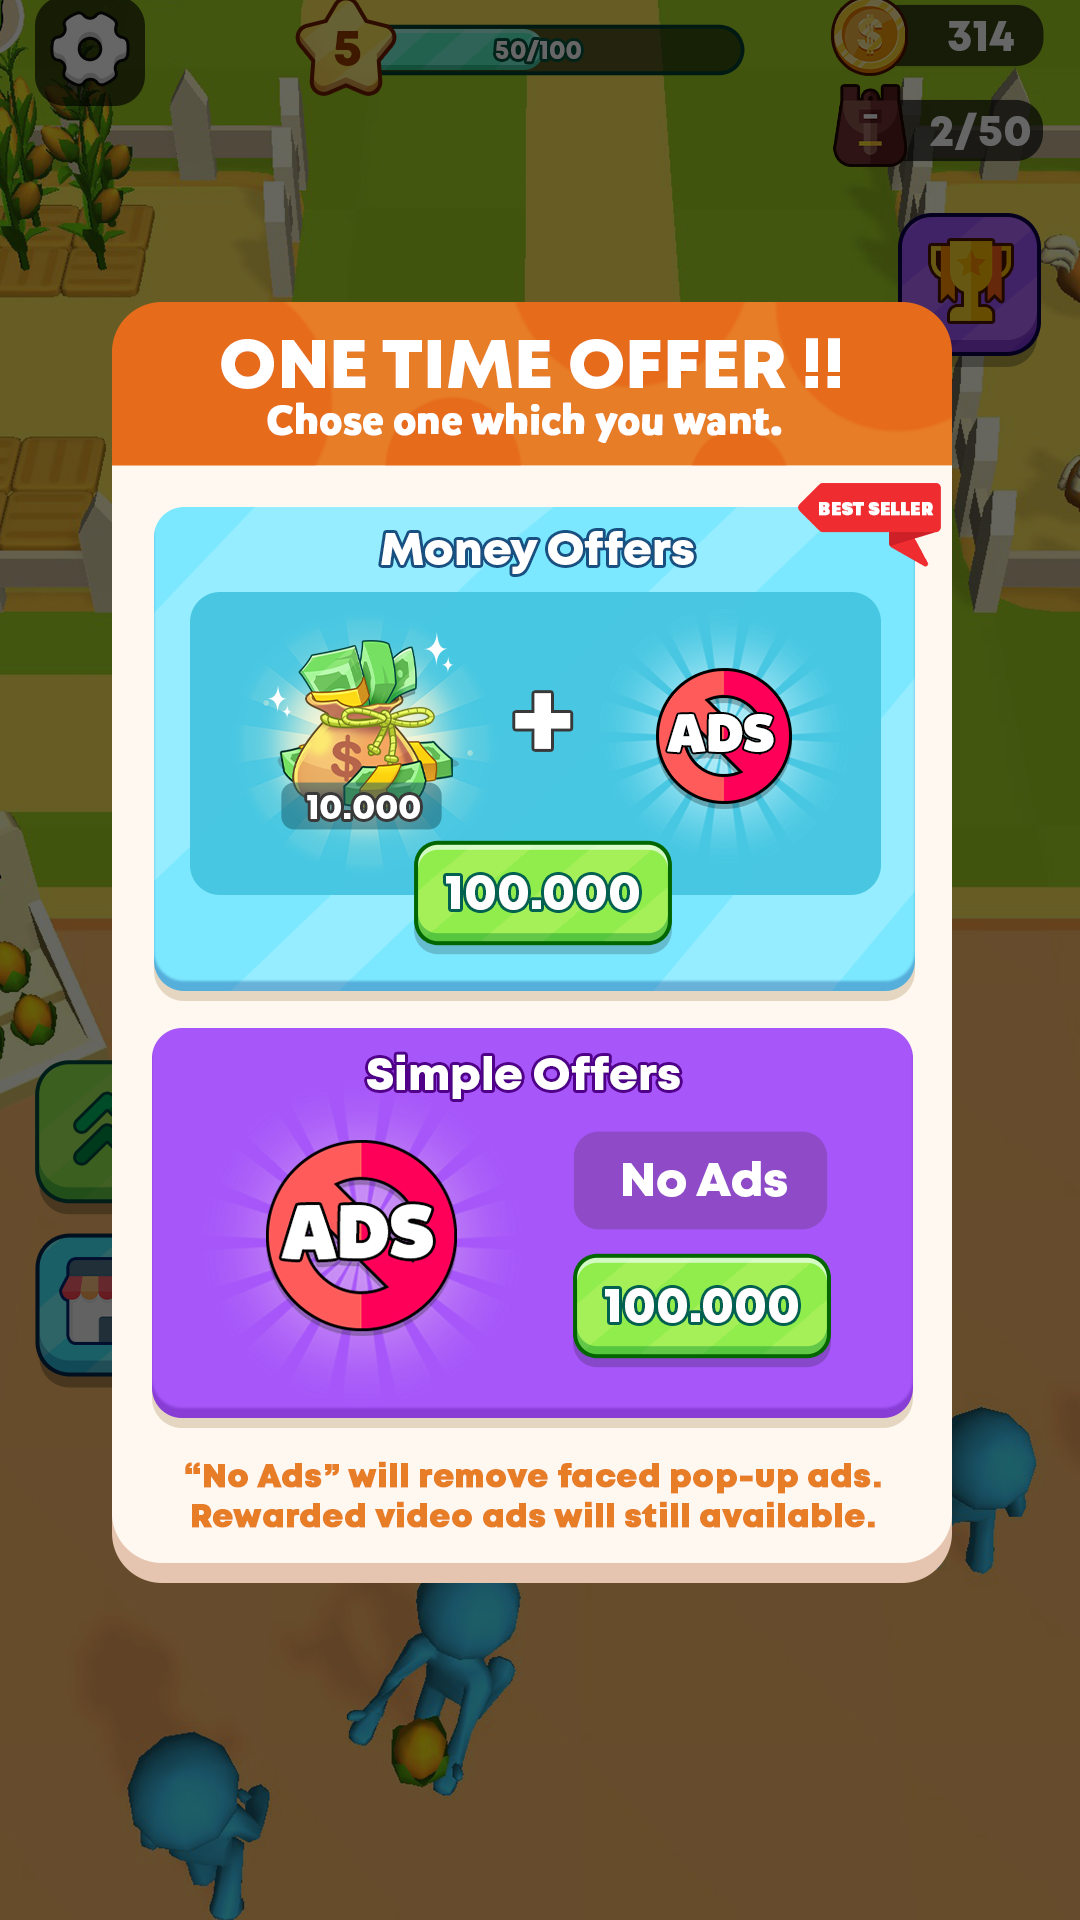 5
50/100
314
2/50
ONE TIME OFFER !!
Chose one which you want.
BEST SELLER
Money Offers
$
10.000
ADS
100.000
Simple Offers
ADS
No Ads
100.000
“No Ads” will remove faced pop-up ads.
Rewarded video ads will still available.